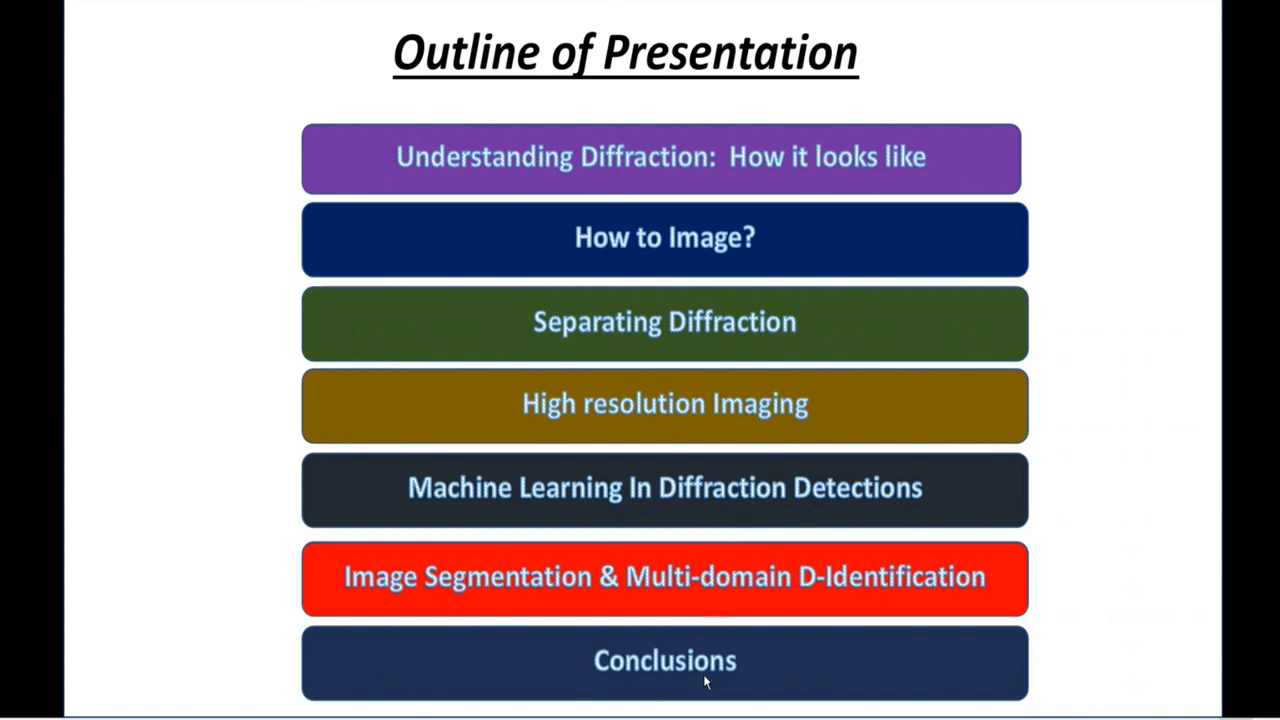 Outline of Presentation
Understanding Diffraction: How it looks like
How to Image?
Separating Diffraction
High resolution Imaging
Machine Learning In Diffraction Detections
Image Segmentation & Multi-domain D-Identification
Conclusions